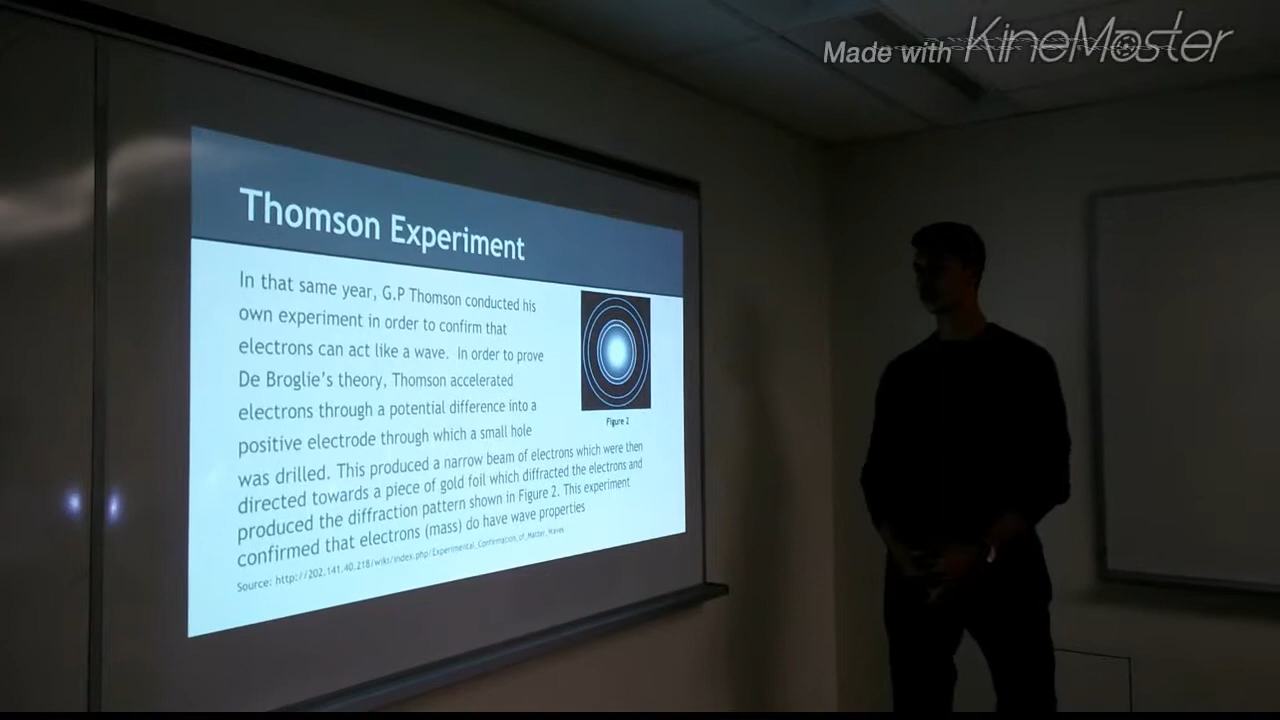 Made with KineMaster
Thomson Experiment
In that same year, G.P Thomson conducted his
own experiment in order to confirm that
electrons can act like a wave. In order to prove
De Broglie's theory, Thomson accelerated
electrons through a potential difference into a
positive electrode through which a small hole
was drilled. This produced a narrow beam of electrons which were then
directed towards a piece of gold foil which diffracted the electrons and
produced the diffraction pattern shown in Figure 2. This experiment
confirmed that electrons (mass) do have wave properties
Source: http://202.141.40.218/wiki/index.php/Experimental_Confirmation_of_Matter_Waves
Figure 2